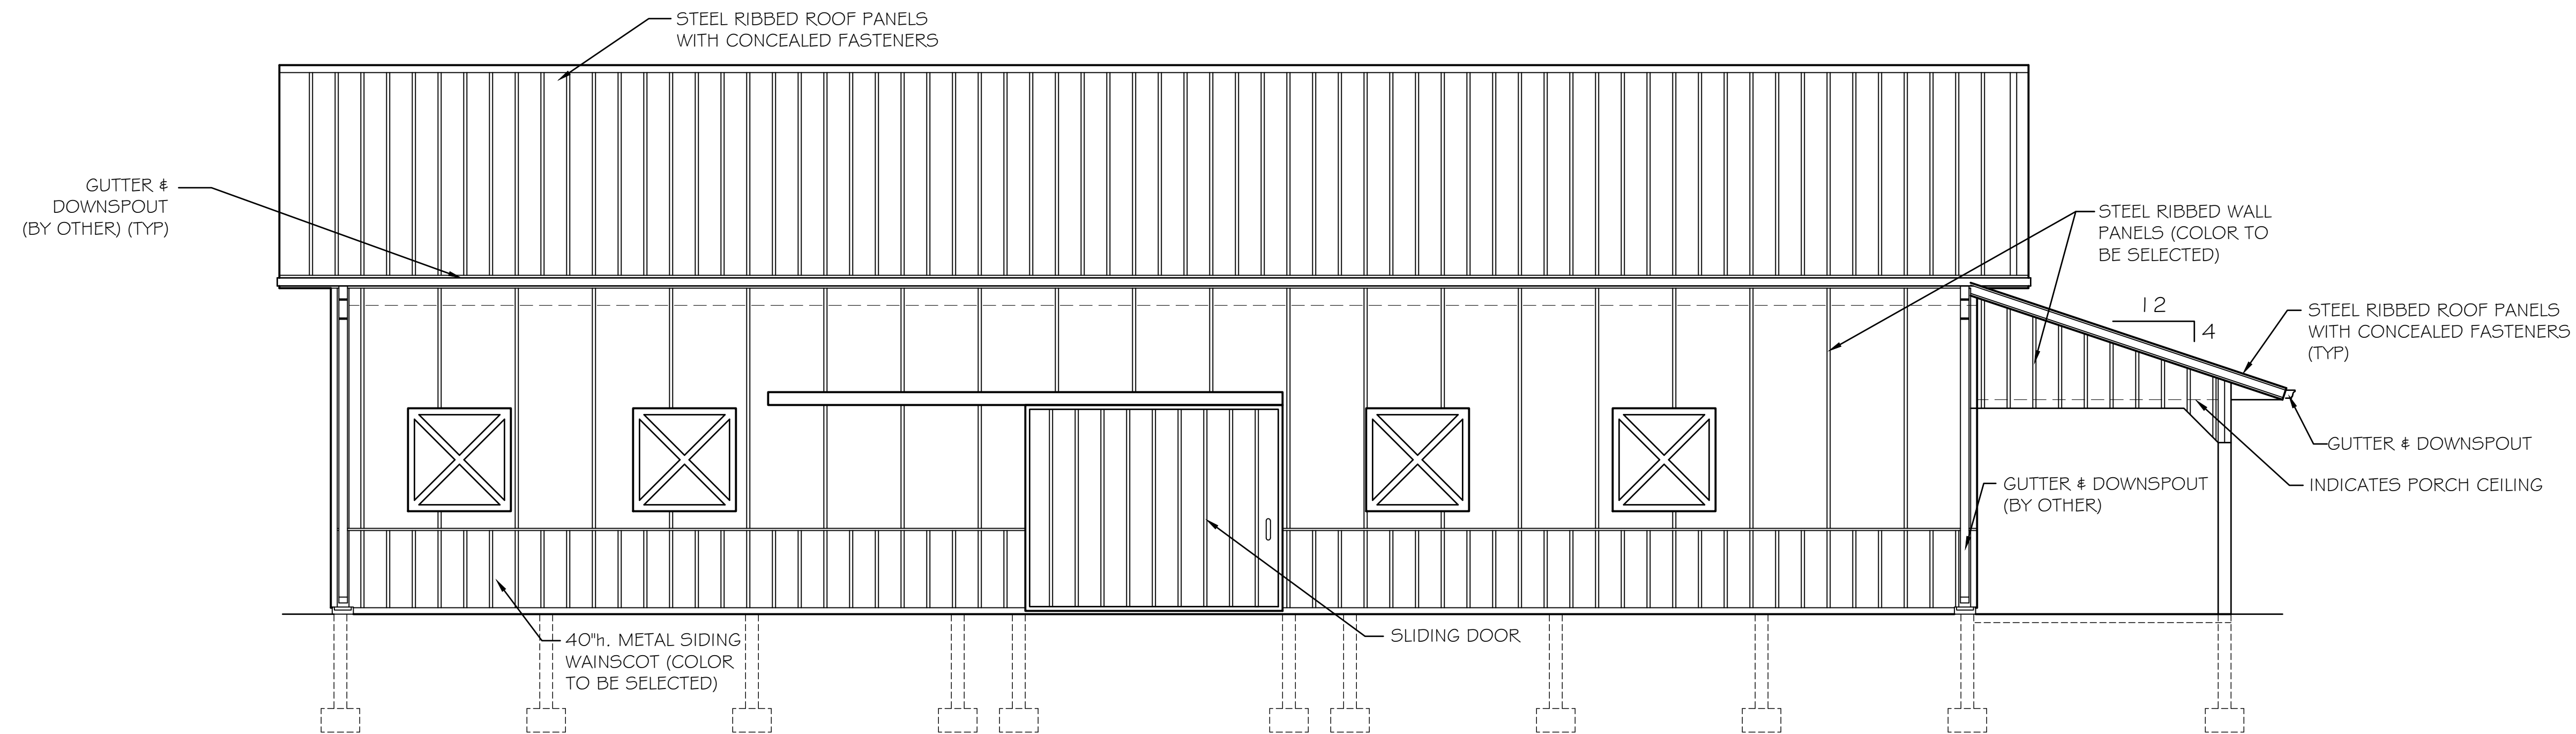 STEEL RIBBED ROOF PANELS
WITH CONCEALED FASTENERS
GUTTER &
DOWNSPOUT
(BY OTHER) (TYP)
STEEL RIBBED WALL
PANELS (COLOR TO
BE SELECTED)
12
4
STEEL RIBBED ROOF PANELS
WITH CONCEALED FASTENERS
(TYP)
GUTTER & DOWNSPOUT
INDICATES PORCH CEILING
GUTTER & DOWNSPOUT
(BY OTHER)
SLIDING DOOR
40"h. METAL SIDING
WAINSCOT (COLOR
TO BE SELECTED)